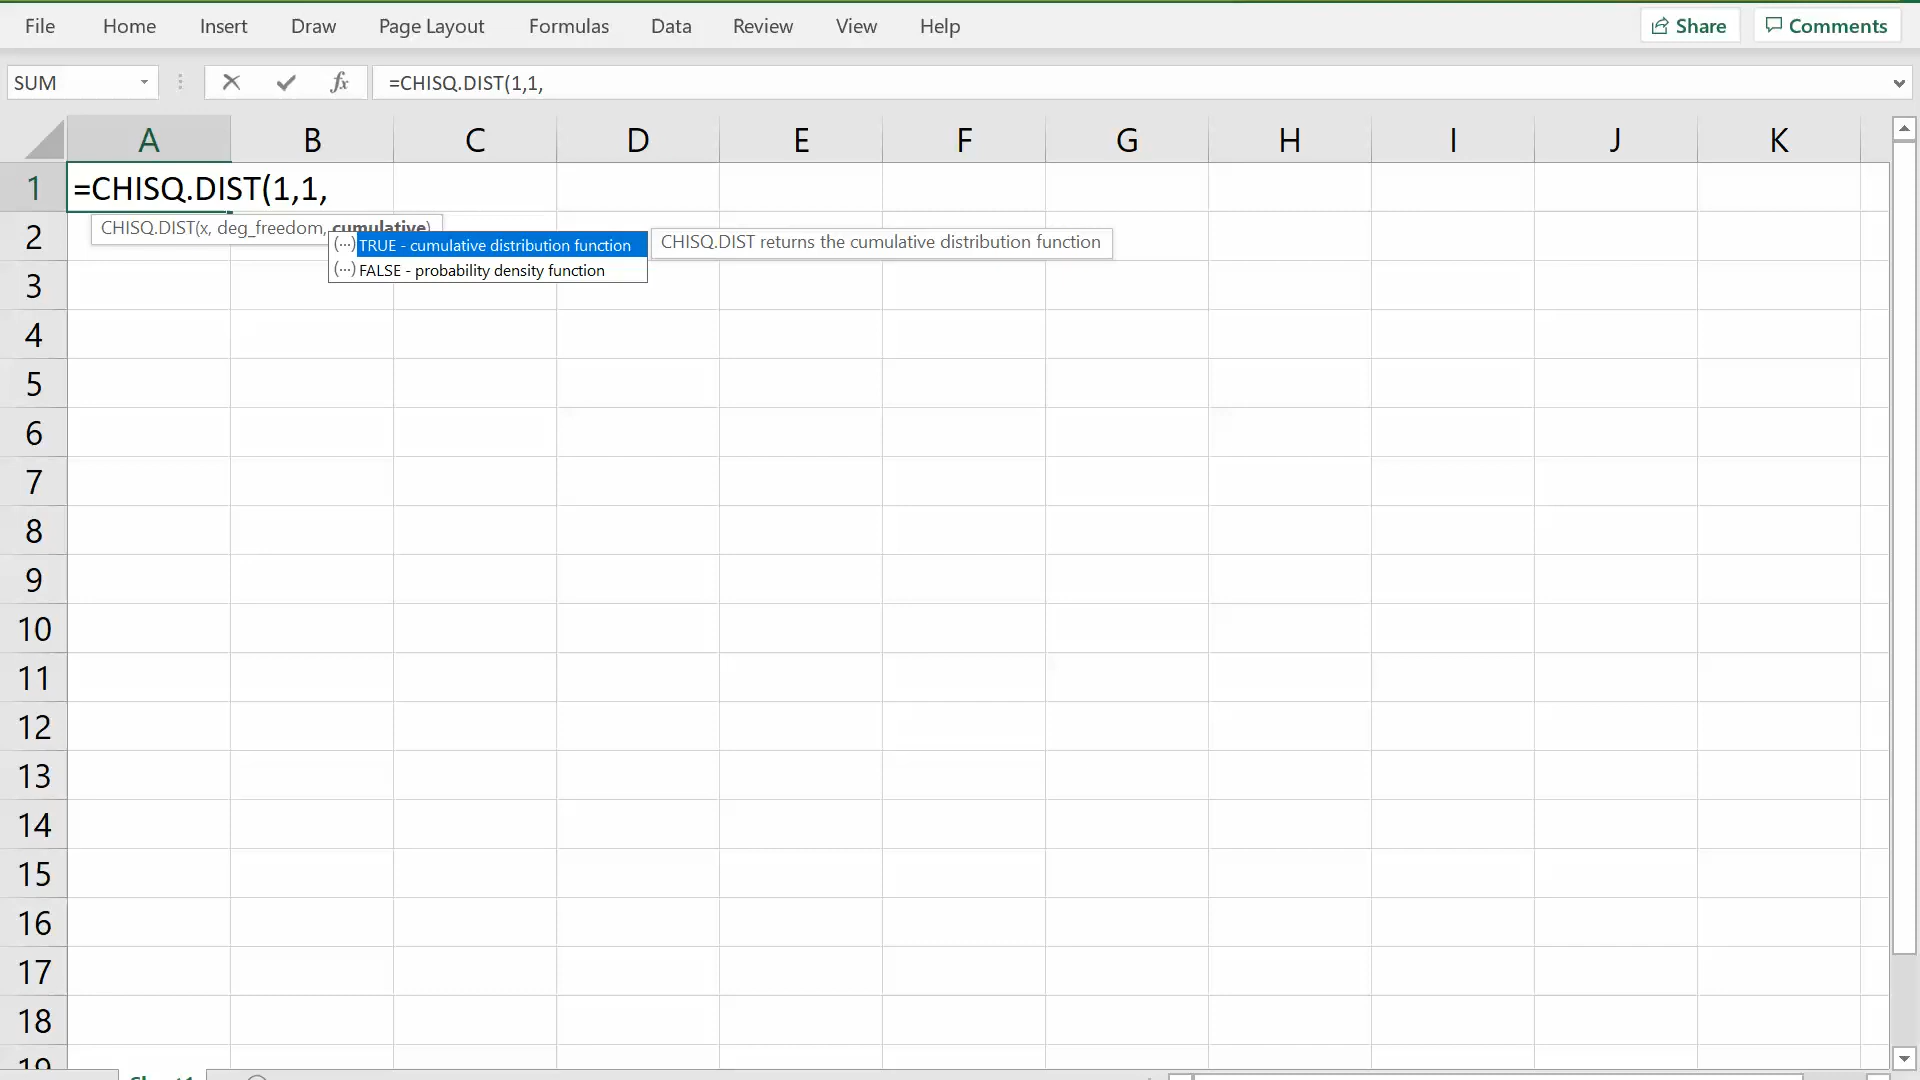 File Home Insert Draw Page Layout Formulas Data Review View Help Share Comments
SUM fx =CHISQ.DIST(1,1,
A B C D E F G H I J K
1 =CHISQ.DIST(1,1,
2 CHISQ.DIST(x, deg_freedom, cumulative)
(...) TRUE - cumulative distribution function CHISQ.DIST returns the cumulative distribution function
(...) FALSE - probability density function
3
4
5
6
7
8
9
10
11
12
13
14
15
16
17
18
19
Sheet1